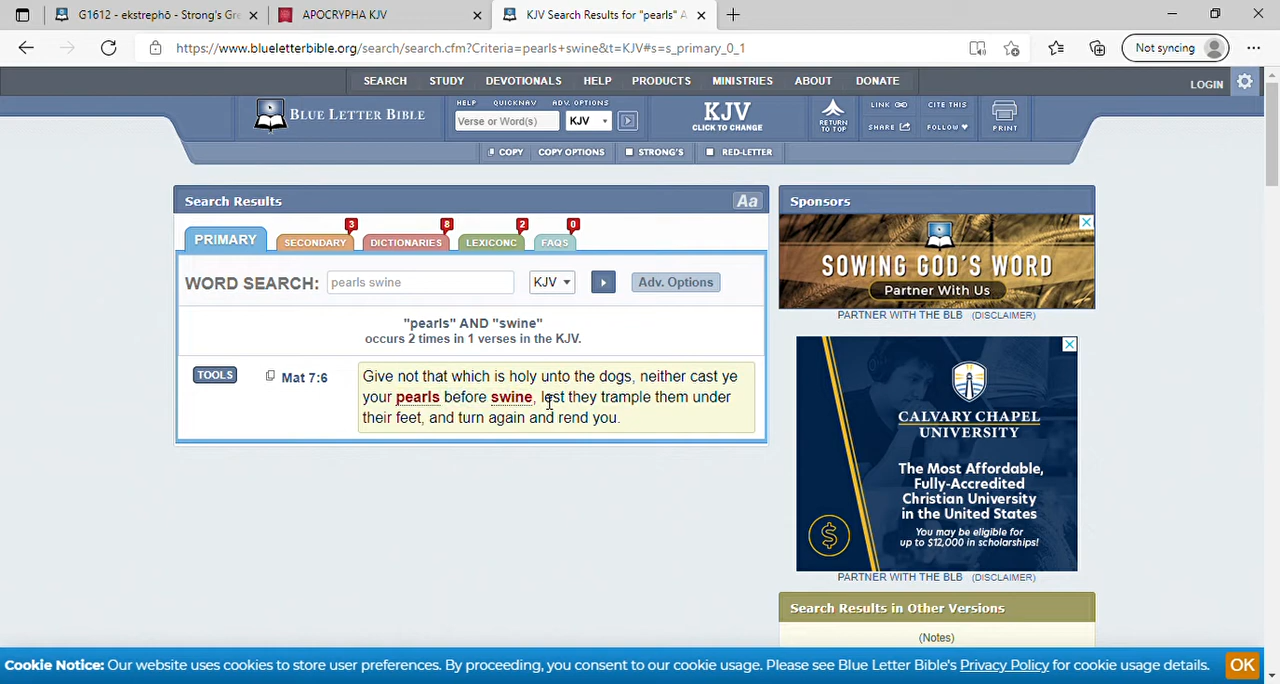 G1612 - ekstrephō - Strong's Gre
APOCRYPHA KJV
KJV Search Results for "pearls" A
https://www.blueletterbible.org/search/search.cfm?Criteria=pearls+swine&t=KJV#s=s_primary_0_1
Not syncing
SEARCH STUDY DEVOTIONALS HELP PRODUCTS MINISTRIES ABOUT DONATE
LOGIN
BLUE LETTER BIBLE
HELP QUICKNAV ADV. OPTIONS
Verse or Word(s) KJV
KJV
CLICK TO CHANGE
RETURN
TO TOP
LINK CITE THIS
SHARE FOLLOW
PRINT
COPY COPY OPTIONS STRONG'S RED-LETTER
Search Results Aa
3 8 2 0
PRIMARY SECONDARY DICTIONARIES LEXICONC FAQS
WORD SEARCH: pearls swine KJV Adv. Options
"pearls" AND "swine"
occurs 2 times in 1 verses in the KJV.
TOOLS Mat 7:6
Give not that which is holy unto the dogs, neither cast ye
your pearls before swine, lest they trample them under
their feet, and turn again and rend you.
Sponsors
SOWING GOD'S WORD
Partner With Us
PARTNER WITH THE BLB (DISCLAIMER)
CALVARY CHAPEL
UNIVERSITY
The Most Affordable,
Fully-Accredited
Christian University
in the United States
You may be eligible for
up to $12,000 in scholarships!
$
PARTNER WITH THE BLB (DISCLAIMER)
Search Results in Other Versions
(Notes)
Cookie Notice: Our website uses cookies to store user preferences. By proceeding, you consent to our cookie usage. Please see Blue Letter Bible's Privacy Policy for cookie usage details. OK